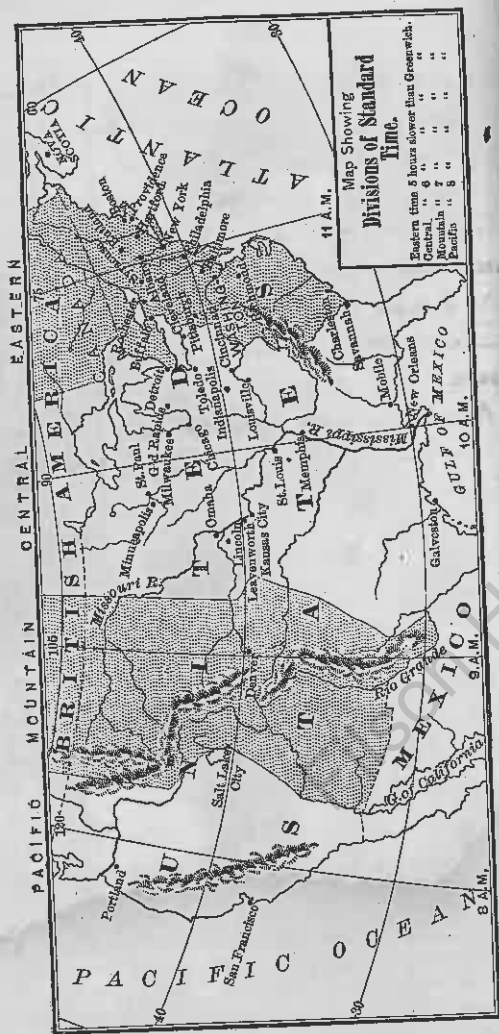 PACIFIC MOUNTAIN CENTRAL EASTERN
BRITISH AMERICA
120
105
90
75
60
40
30
40
30
NOVA
SCOTIA
ATLANTIC
OCEAN
PACIFIC OCEAN
UNITED STATES
MEXICO
GULF OF MEXICO
G. of California
Rio Grande
Missouri R.
Mississippi R.
Portland
San Francisco
Salt Lake
City
Denver
Minneapolis
St. Paul
G'd Rapids
Milwaukee
Detroit
Chicago
Omaha
Lincoln
Leavenworth
Kansas City
St. Louis
Memphis
Louisville
Indianapolis
Toledo
Cincinnati
Buffalo
Albany
Boston
Providence
Hartford
New York
Philadelphia
Baltimore
WASHINGTON
Charleston
Savannah
Mobile
New Orleans
Galveston
8 A.M.
9 A.M.
10 A.M.
11 A.M.
Map Showing
Divisions of Standard
Time.
Eastern time 5 hours slower than Greenwich.
Central " 6 " " " "
Mountain " 7 " " " "
Pacific " 8 " " " "